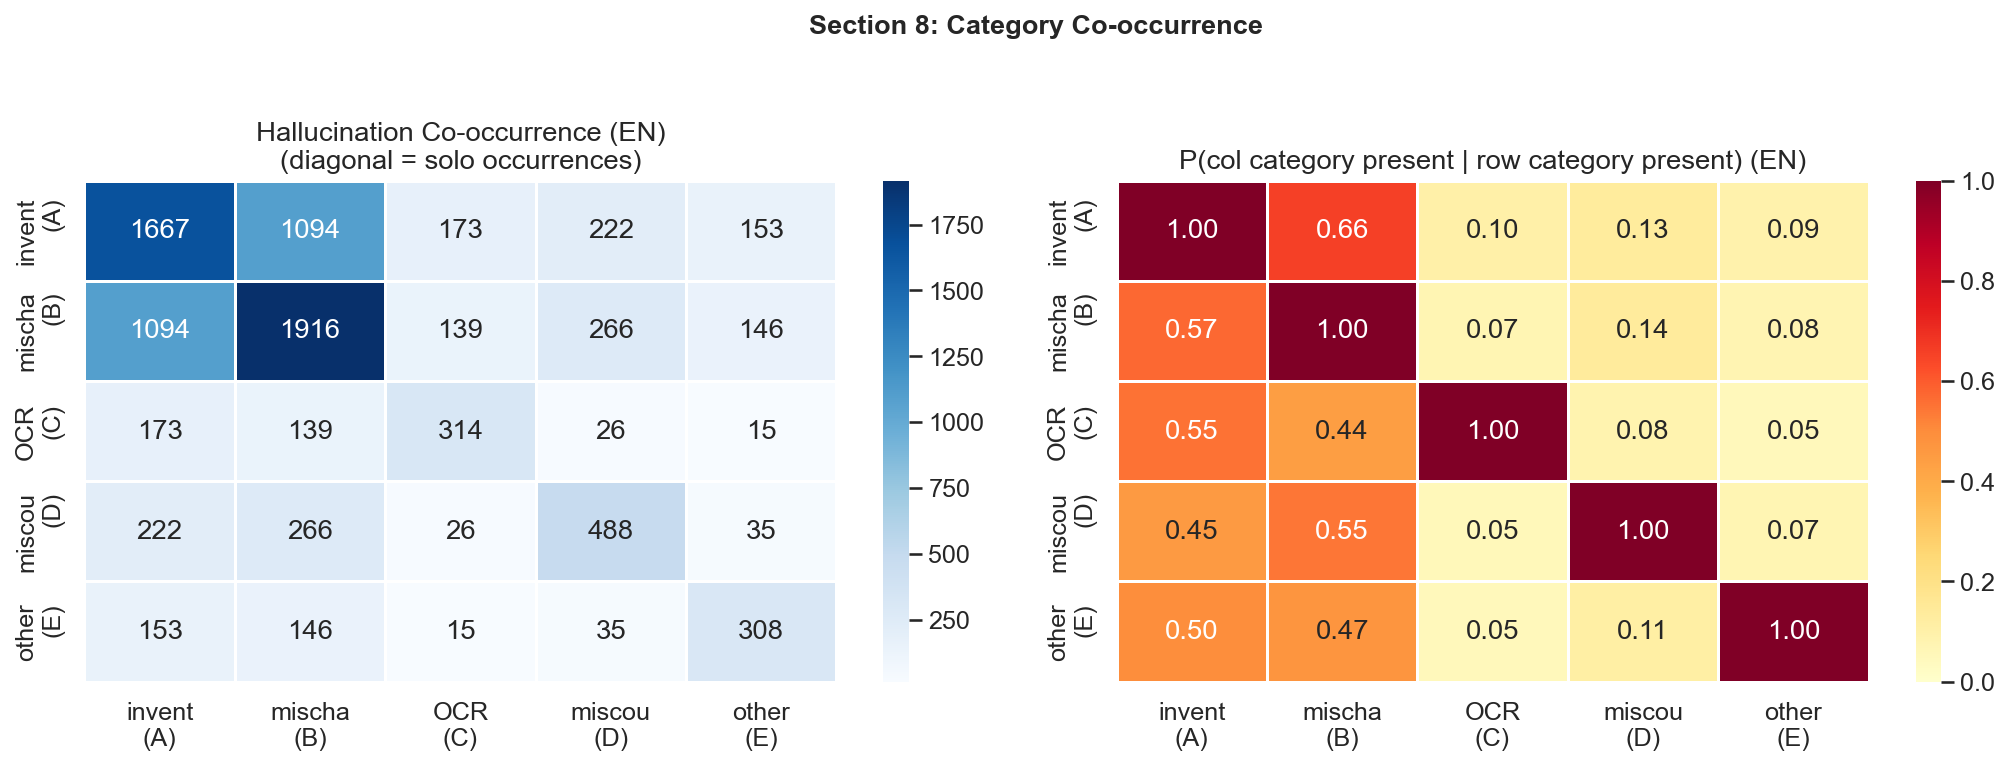 Section 8: Category Co-occurrence
Hallucination Co-occurrence (EN)
(diagonal = solo occurrences)
invent
(A)
1667 1094 173 222 153
mischa
(B)
1094 1916 139 266 146
OCR
(C)
173 139 314 26 15
miscou
(D)
222 266 26 488 35
other
(E)
153 146 15 35 308
invent mischa OCR miscou other
(A) (B) (C) (D) (E)
1750
1500
1250
1000
750
500
250
P(col category present | row category present) (EN)
invent
(A)
1.00 0.66 0.10 0.13 0.09
mischa
(B)
0.57 1.00 0.07 0.14 0.08
OCR
(C)
0.55 0.44 1.00 0.08 0.05
miscou
(D)
0.45 0.55 0.05 1.00 0.07
other
(E)
0.50 0.47 0.05 0.11 1.00
invent mischa OCR miscou other
(A) (B) (C) (D) (E)
1.0
0.8
0.6
0.4
0.2
0.0